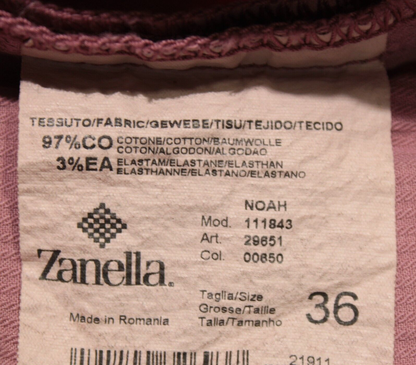 TESSUTO/FABRIC/GEWEBE/TISU/TEJIDO/TECIDO
97%CO COTONE/COTTON/BAUMWOLLE
COTON/ALGODON/ALGODAO
3%EA ELASTAM/ELASTANE/ELASTHAN
ELASTHANNE/ELASTANO/ELASTANO
NOAH
Mod. 111843
Art. 29651
Col. 00650
Zanella.
Taglia/Size
Grosse/Taille
Talla/Tamanho
36
Made in Romania
21911